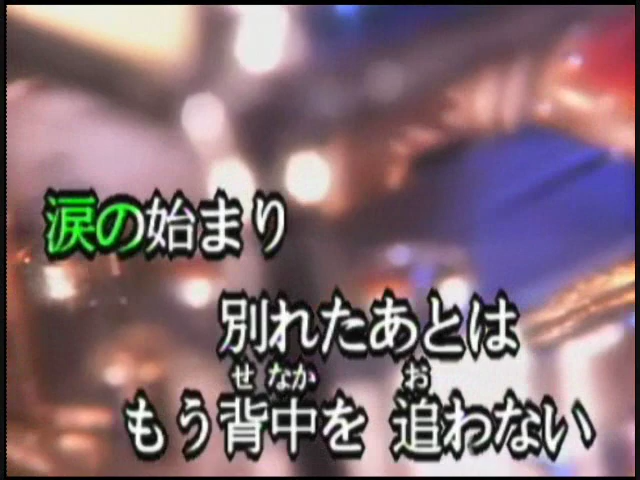 涙の始まり
別れたあとは
せ なか お
もう背中を 追わない